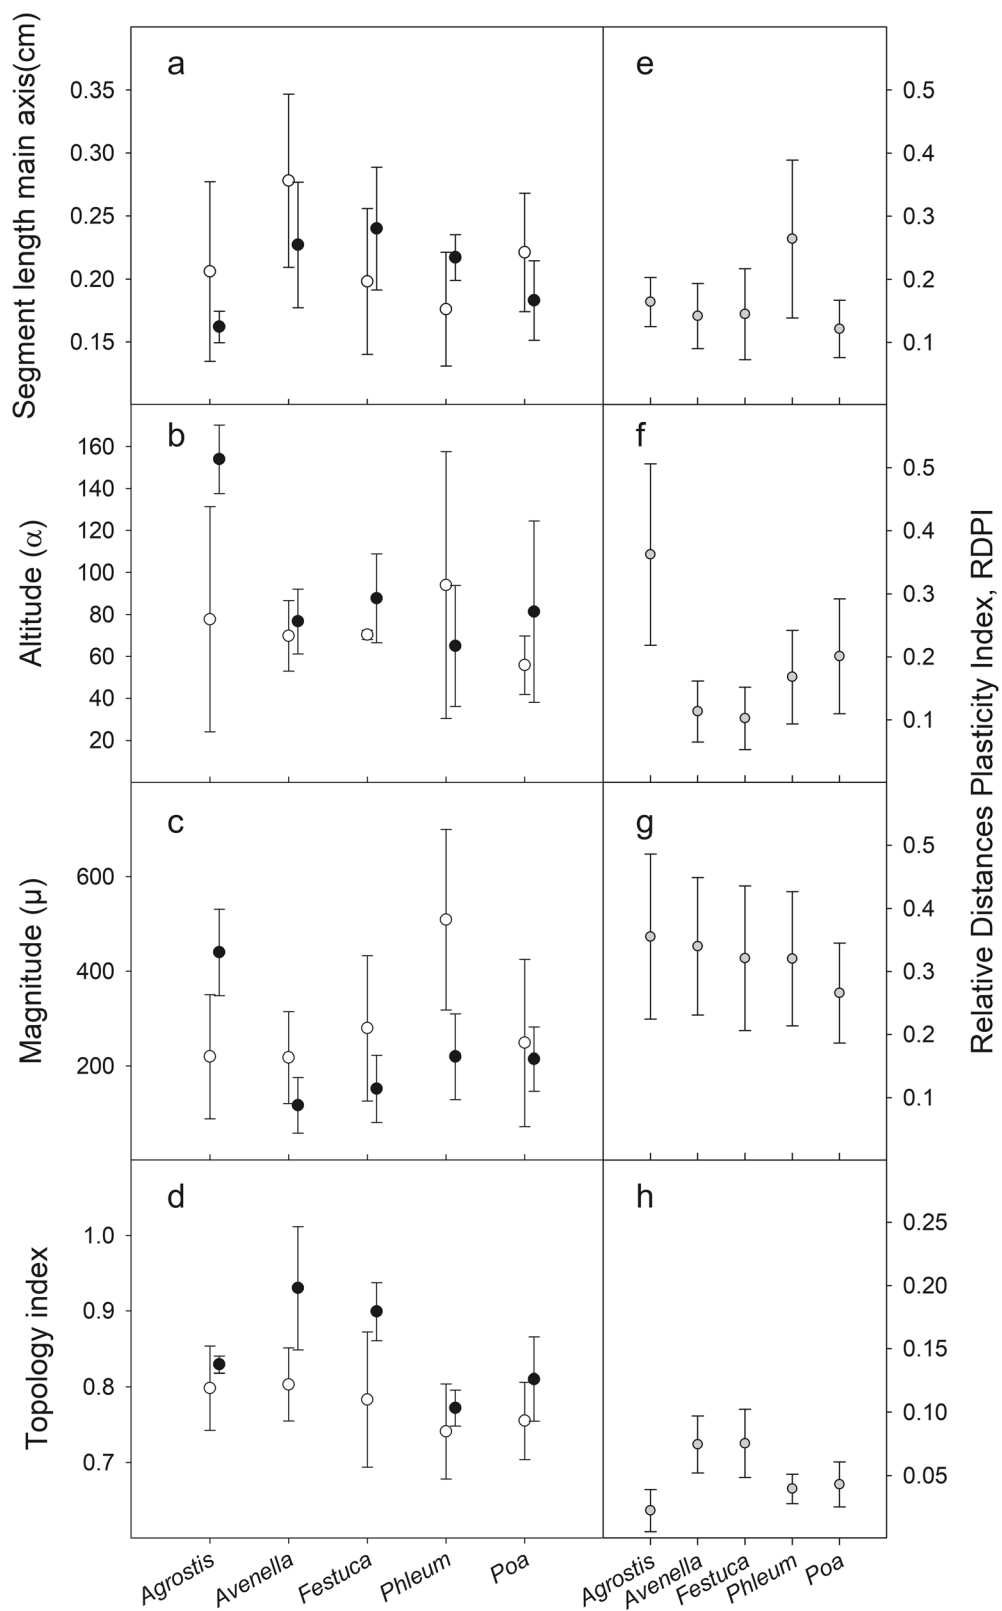 Segment length main axis(cm)
a
0.35
0.30
0.25
0.20
0.15
e
0.5
0.4
0.3
0.2
0.1
Altitude (α)
b
160
140
120
100
80
60
40
20
f
0.5
0.4
0.3
0.2
0.1
Magnitude (µ)
c
600
400
200
g
0.5
0.4
0.3
0.2
0.1
Topology index
d
1.0
0.9
0.8
0.7
h
0.25
0.20
0.15
0.10
0.05
Relative Distances Plasticity Index, RDPI
Agrostis
Avenella
Festuca
Phleum
Poa
Agrostis
Avenella
Festuca
Phleum
Poa